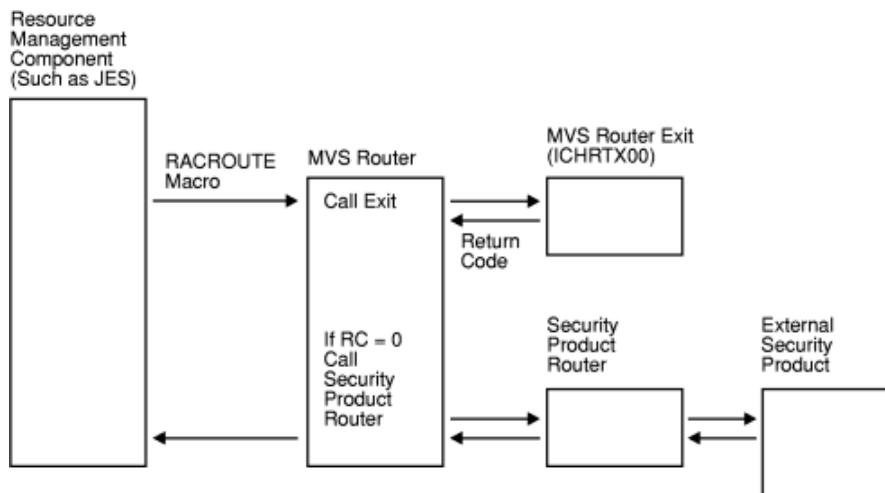 Resource
Management
Component
(Such as JES)
RACROUTE
Macro
MVS Router
Call Exit
MVS Router Exit
(ICHRTX00)
Return
Code
If RC = 0
Call
Security
Product
Router
Security
Product
Router
External
Security
Product